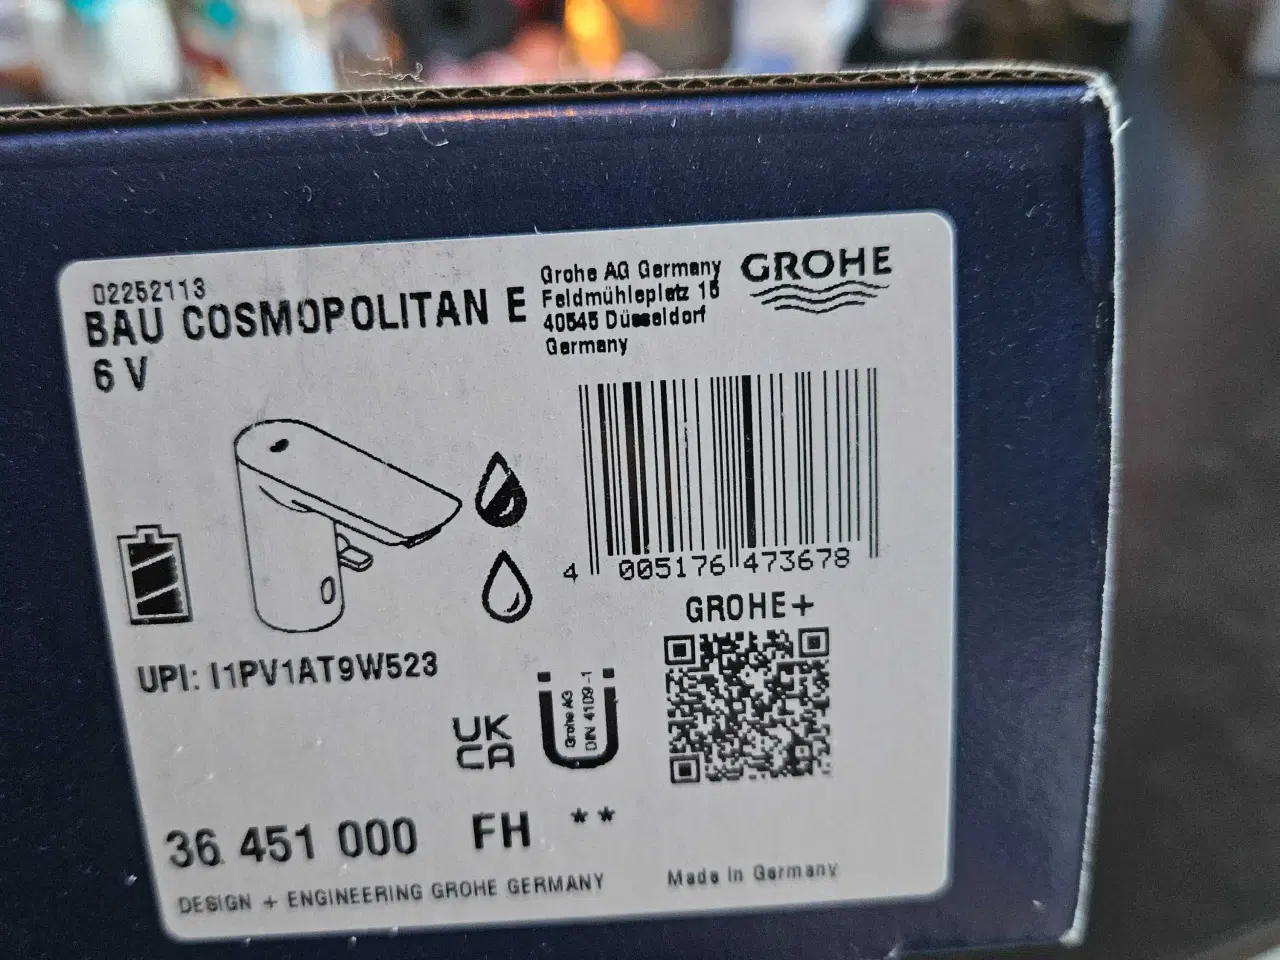 02252113
BAU COSMOPOLITAN E
6 V
Grohe AG Germany
Feldmühleplatz 15
40545 Düsseldorf
Germany
GROHE
4 005176 473678
GROHE+
UPI: I1PV1AT9W523
UK
CA
Grohe AG
DIN 4109-1
36 451 000 FH **
DESIGN + ENGINEERING GROHE GERMANY
Made in Germany